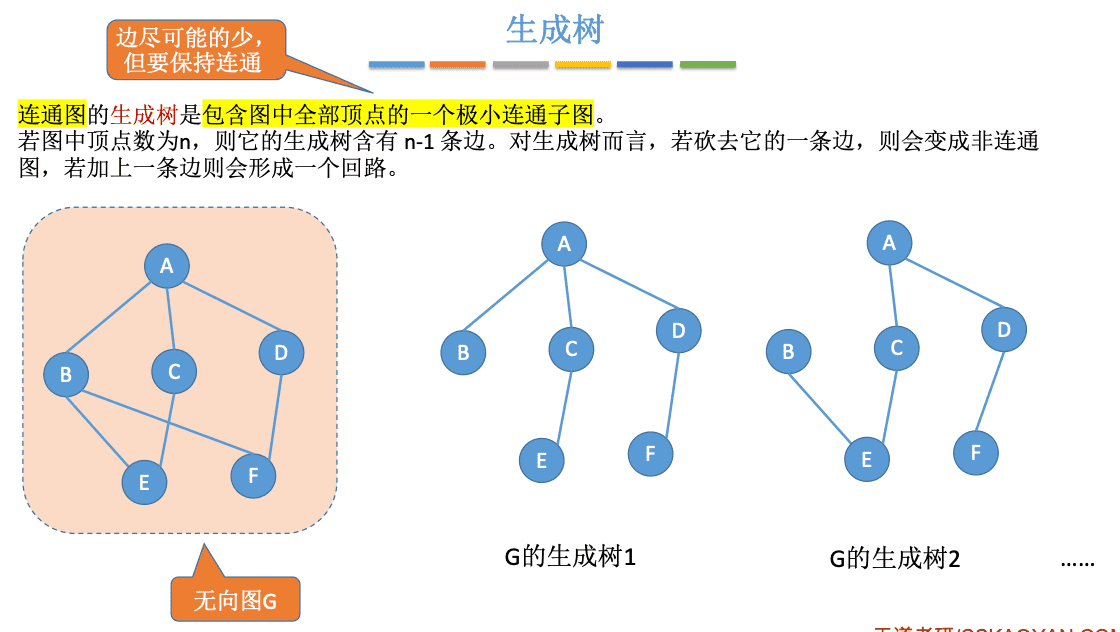 生成树
边尽可能的少，
但要保持连通
连通图的生成树是包含图中全部顶点的一个极小连通子图。
若图中顶点数为n，则它的生成树含有 n-1 条边。对生成树而言，若砍去它的一条边，则会变成非连通
图，若加上一条边则会形成一个回路。
A
B
C
D
E
F
无向图G
A
B
C
D
E
F
G的生成树1
A
B
C
D
E
F
G的生成树2
......